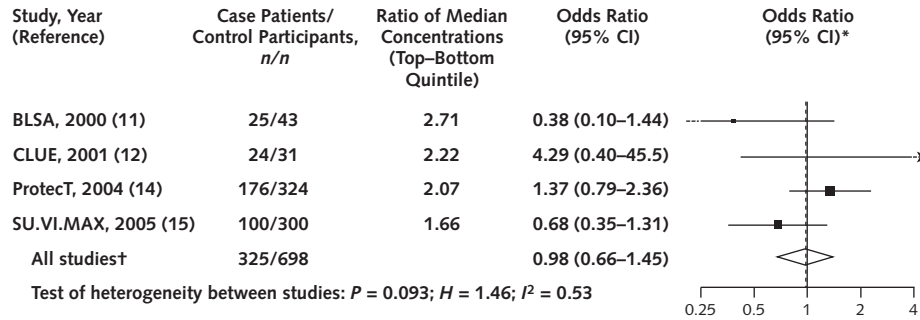 Study, Year Case Patients/ Ratio of Median Odds Ratio Odds Ratio
(Reference) Control Participants, Concentrations (95% CI) (95% CI)*
n/n (Top–Bottom
Quintile)
BLSA, 2000 (11) 25/43 2.71 0.38 (0.10–1.44)
CLUE, 2001 (12) 24/31 2.22 4.29 (0.40–45.5)
ProtecT, 2004 (14) 176/324 2.07 1.37 (0.79–2.36)
SU.VI.MAX, 2005 (15) 100/300 1.66 0.68 (0.35–1.31)
All studies† 325/698 0.98 (0.66–1.45)
Test of heterogeneity between studies: P = 0.093; H = 1.46; I² = 0.53
0.25 0.5 1 2 4